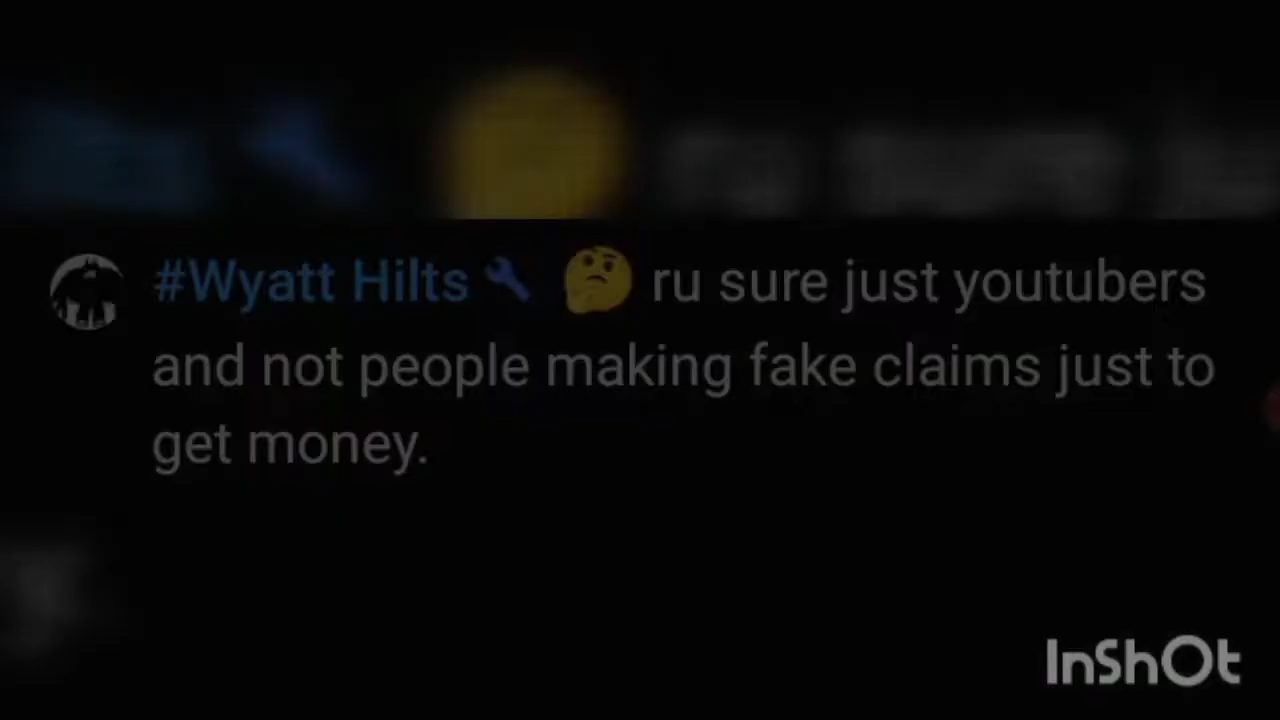 #Wyatt Hilts 🤔 ru sure just youtubers
and not people making fake claims just to
get money.
InShOt